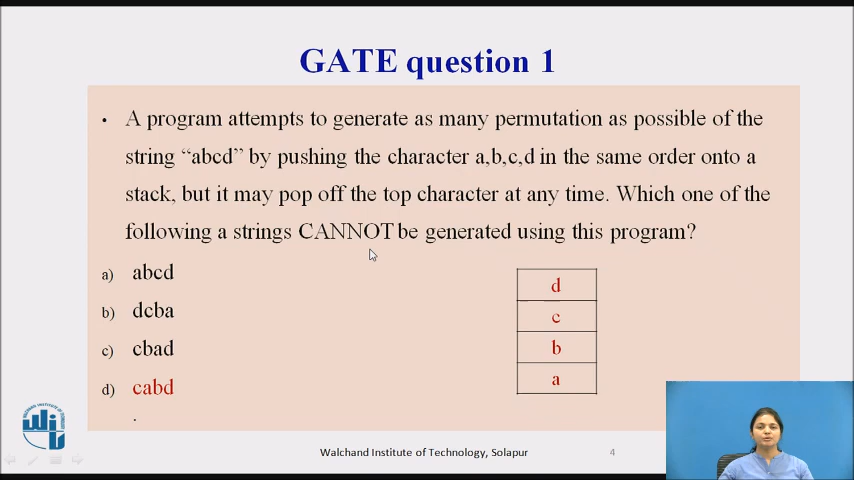 GATE question 1
• A program attempts to generate as many permutation as possible of the
string “abcd” by pushing the character a,b,c,d in the same order onto a
stack, but it may pop off the top character at any time. Which one of the
following a strings CANNOT be generated using this program?
a) abcd
b) dcba
c) cbad
d) cabd
.
d
c
b
a
Walchand Institute of Technology, Solapur
4